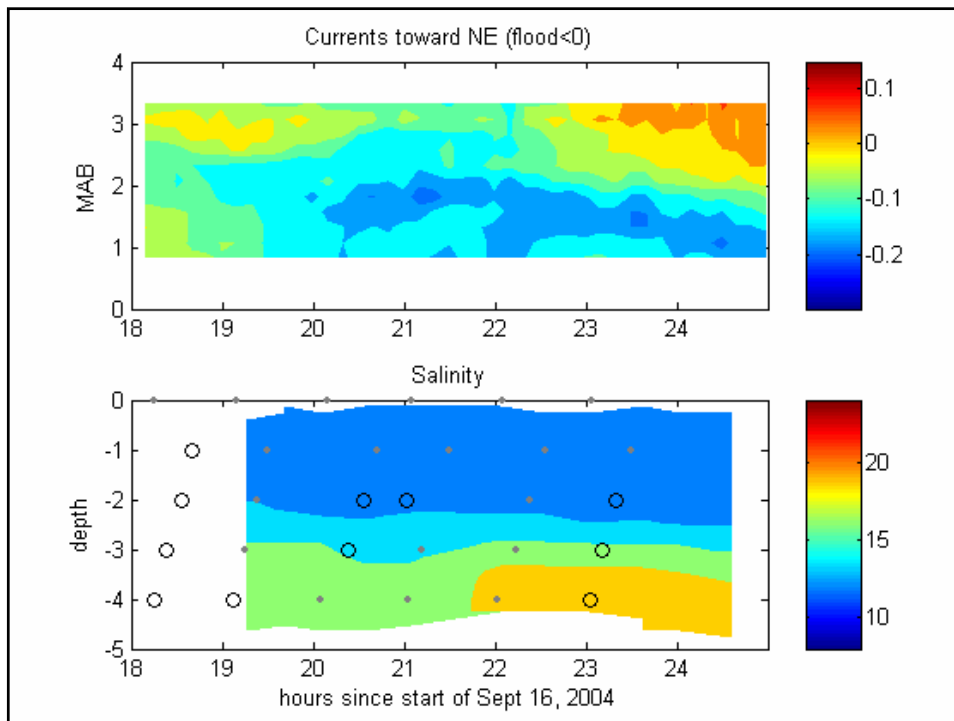 Currents toward NE (flood<0)
4
3
2
1
0
MAB
18 19 20 21 22 23 24
0.1
0
-0.1
-0.2
Salinity
0
-1
-2
-3
-4
-5
depth
18 19 20 21 22 23 24
hours since start of Sept 16, 2004
20
15
10